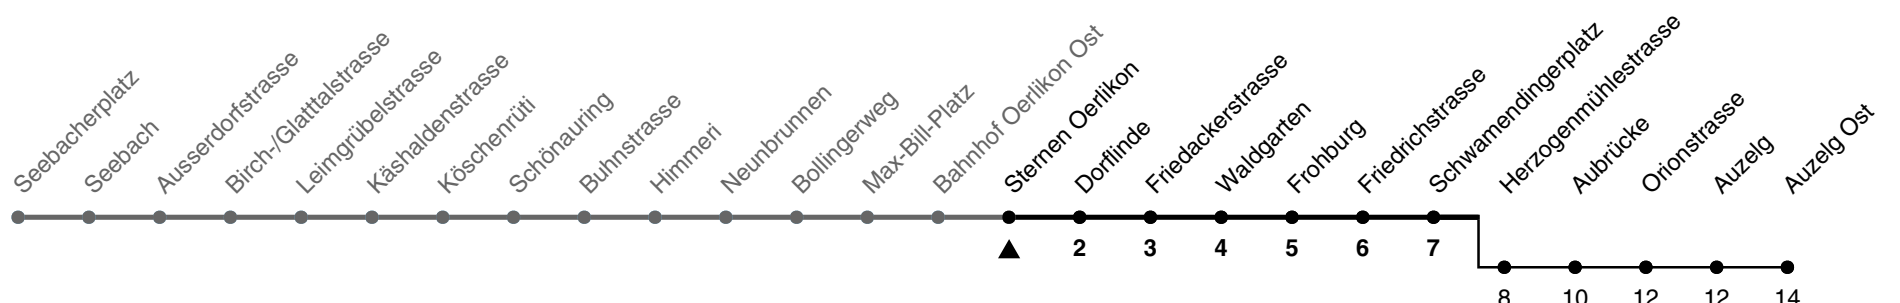 Seebacherplatz
Seebach
Ausserdorfstrasse
Birch-/Glatttalstrasse
Leimgrübelstrasse
Käshaldenstrasse
Köschenrüti
Schönauring
Buhnstrasse
Himmeri
Neunbrunnen
Bollingerweg
Max-Bill-Platz
Bahnhof Oerlikon Ost
Sternen Oerlikon
Dorflinde
Friedackerstrasse
Waldgarten
Frohburg
Friedrichstrasse
Schwamendingerplatz
Herzogenmühlestrasse
Aubrücke
Orionstrasse
Auzelg
Auzelg Ost
2 3 4 5 6 7
8 10 12 12 14